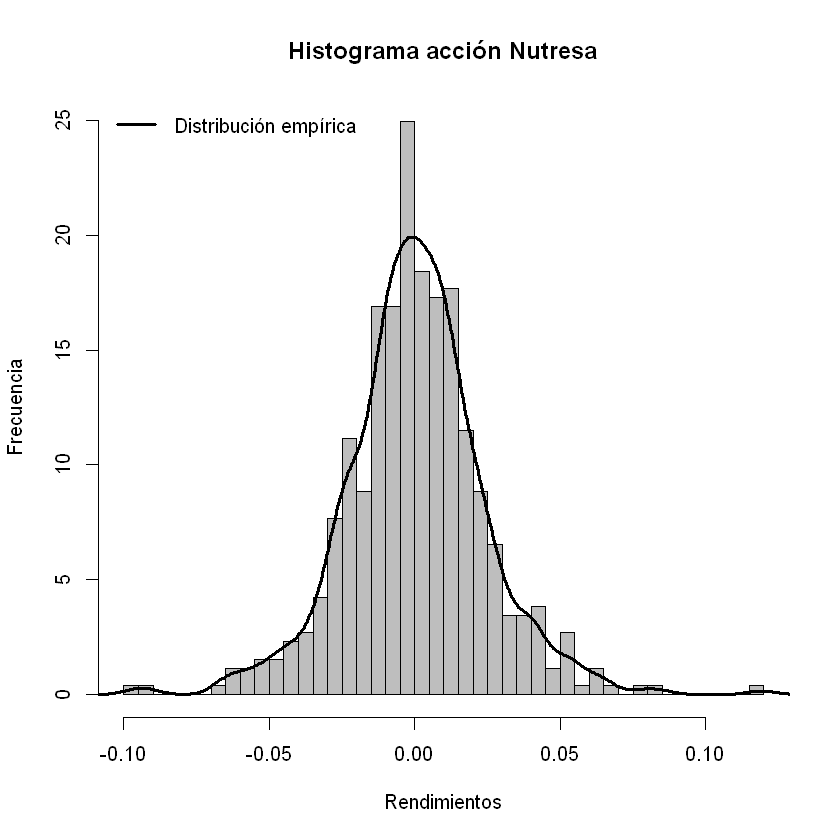 Histograma acción Nutresa
Distribución empírica
25
20
15
10
5
0
Frecuencia
-0.10 -0.05 0.00 0.05 0.10
Rendimientos